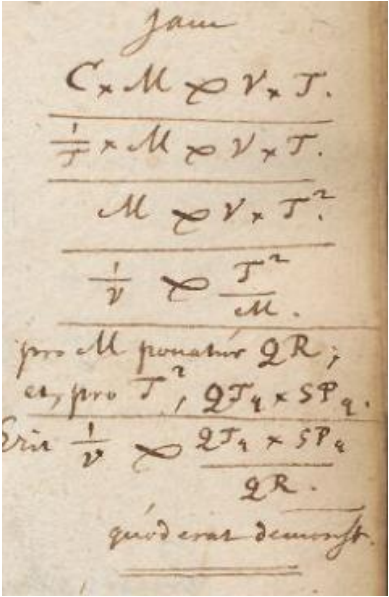 Jam
C × M ∝ V × T.
1/T × M ∝ V × T.
M ∝ V × T².
1/V ∝ T²/M.
pro M ponatur QR;
et, pro T², QTq × SPq.
Erit 1/V ∝ QTq × SPq / QR.
quod erat demonst.